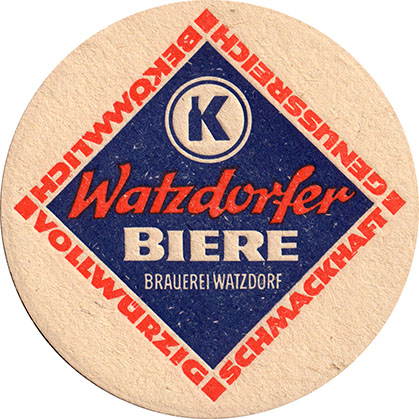 BEKÖMMLICH
GENUSSREICH
K
Watzdorfer
BIERE
BRAUEREI WATZDORF
VOLLWÜRZIG
SCHMACKHAFT